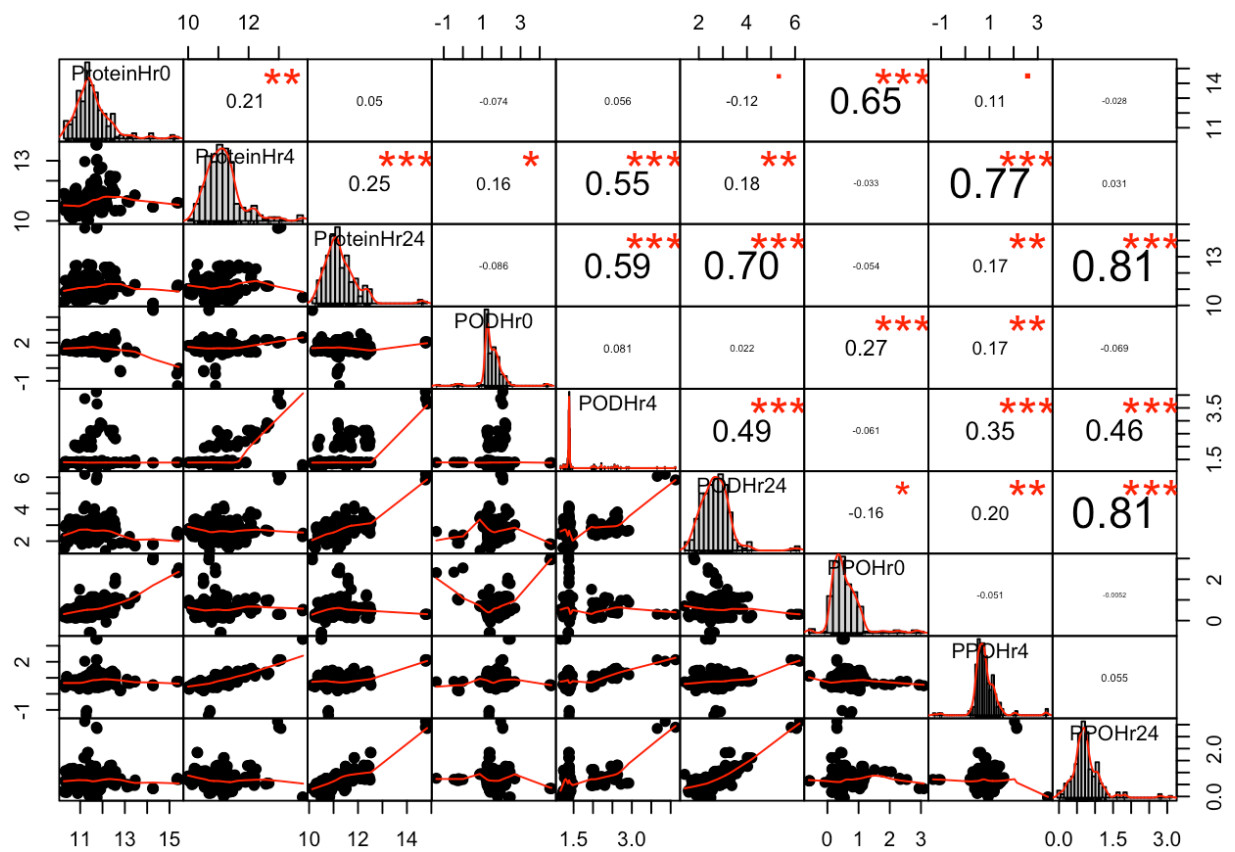 10 12 -1 1 3 2 3 4 5 6 -1 1 3
ProteinHr0 0.21 ** 0.05 -0.074 0.056 -0.12 0.65 *** 0.11 -0.028 11 14
10 13 ProteinHr4 0.25 *** 0.16 * 0.55 *** 0.18 ** -0.033 0.77 *** 0.031
ProteinHr24 -0.086 0.59 *** 0.70 *** -0.054 0.17 ** 0.81 *** 10 13
-1 2 PODHr0 0.081 0.022 0.27 *** 0.17 ** -0.069
PODHr4 0.49 *** -0.061 0.35 *** 0.46 *** 1.5 3.5
2 4 6 PODHr24 -0.16 * 0.20 ** 0.81 ***
PPOHr0 -0.051 -0.0052 0 2
-1 2 PPOHr4 0.055
PPOHr24 0.0 2.0
11 13 15 10 12 14 1.5 3.0 0 1 2 3 0.0 1.5 3.0